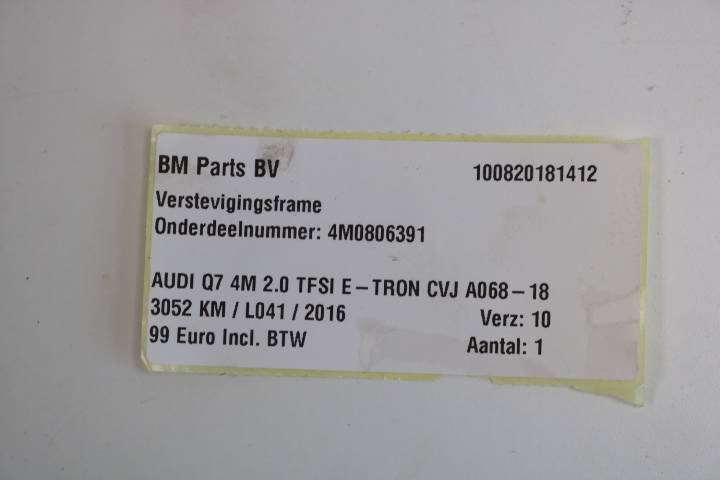 BM Parts BV 100820181412
Verstevigingsframe
Onderdeelnummer: 4M0806391
AUDI Q7 4M 2.0 TFSI E-TRON CVJ A068-18
3052 KM / L041 / 2016 Verz: 10
99 Euro Incl. BTW Aantal: 1